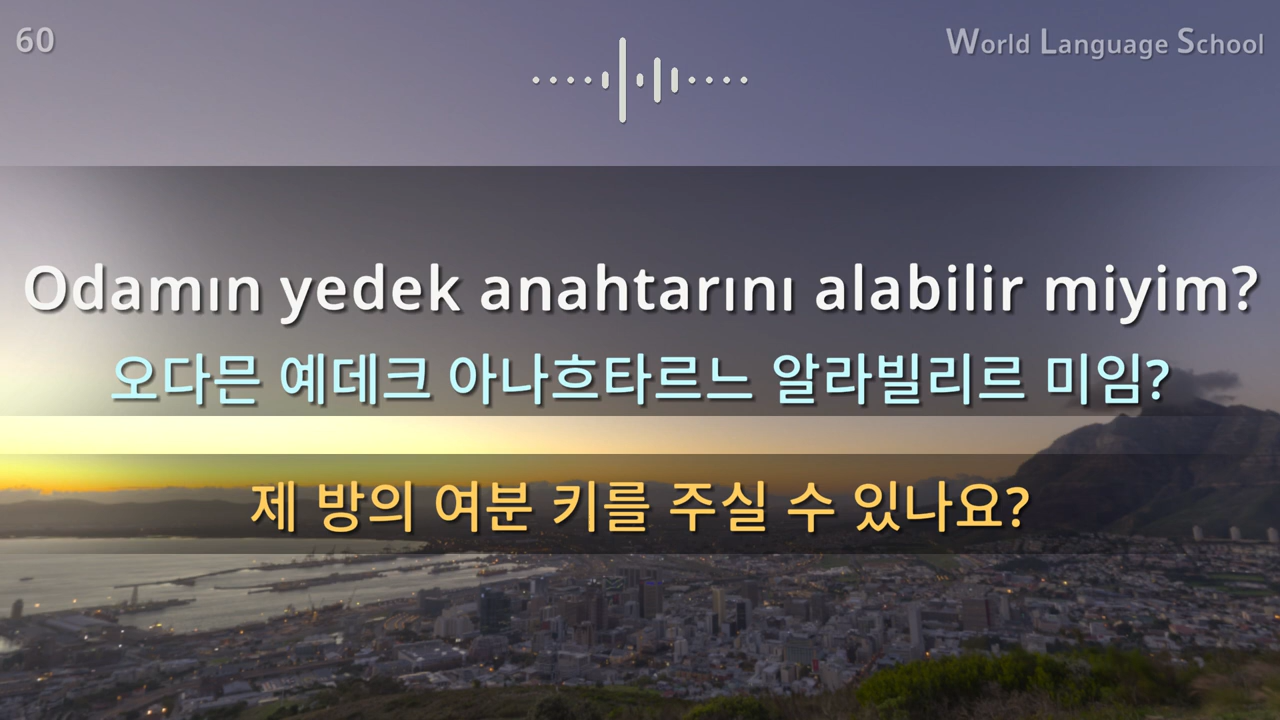 60
World Language School
Odamın yedek anahtarını alabilir miyim?
오다믄 예데크 아나흐타르느 알라빌리르 미임?
제 방의 여분 키를 주실 수 있나요?